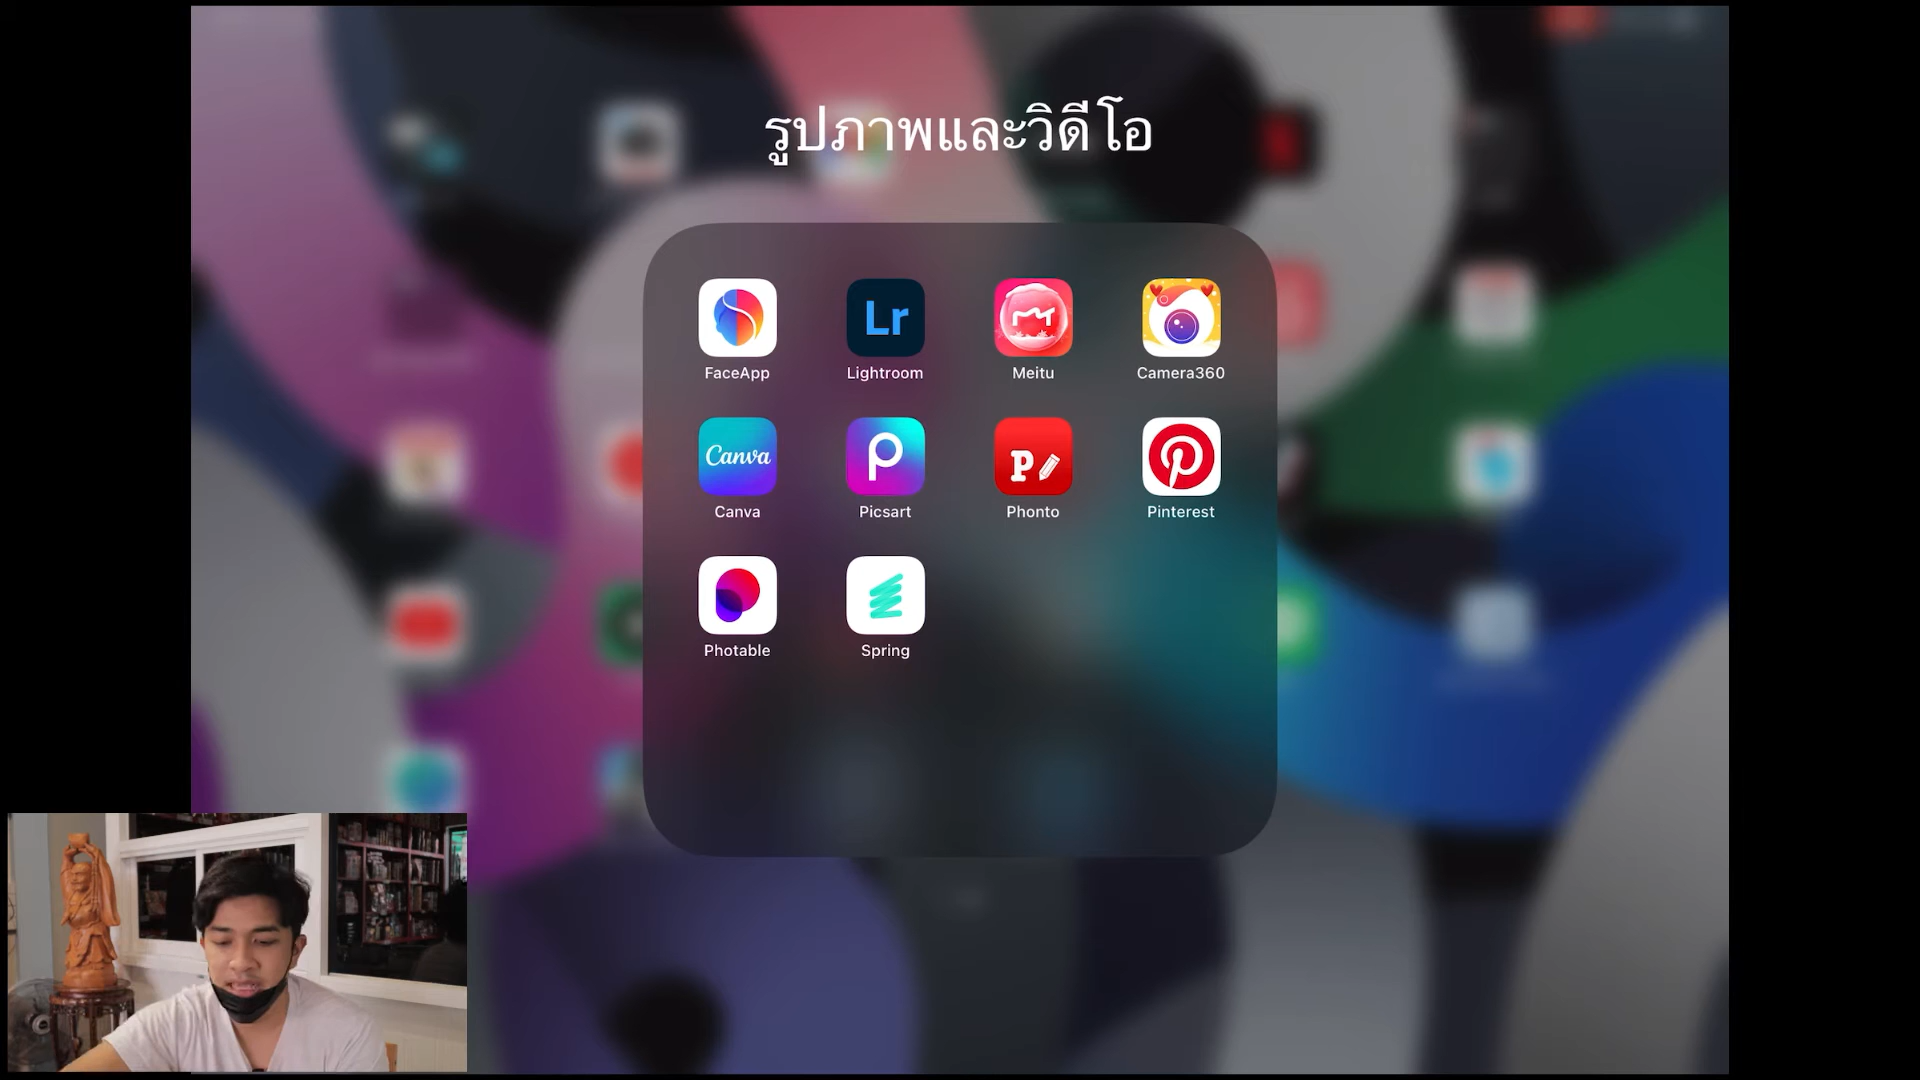 รูปภาพและวิดีโอ
Lr
FaceApp
Lightroom
Meitu
Camera360
Canva
P
Canva
Picsart
Phonto
Pinterest
Photable
Spring